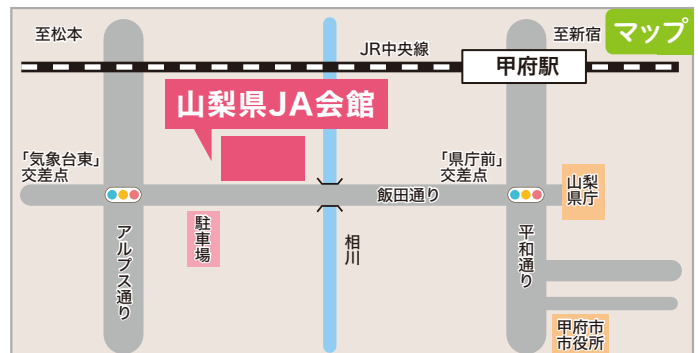 至松本
JR中央線
至新宿
マップ
甲府駅
山梨県JA会館
「気象台東」
交差点
「県庁前」
交差点
飯田通り
山梨
県庁
駐車場
アルプス通り
相川
平和通り
甲府市
市役所